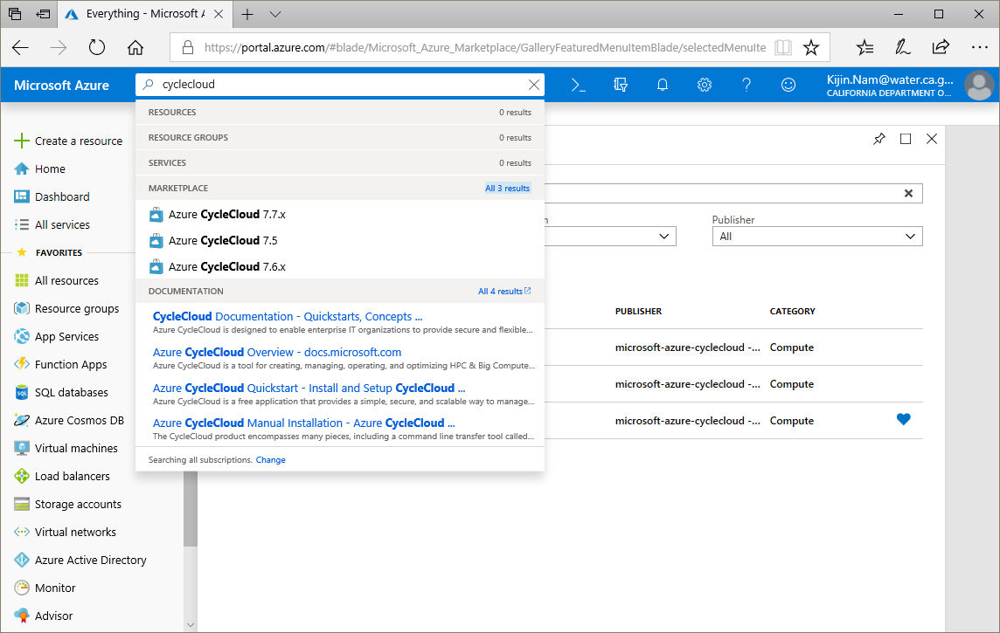 Everything - Microsoft A
https://portal.azure.com/#blade/Microsoft_Azure_Marketplace/GalleryFeaturedMenuItemBlade/selectedMenuIte
Microsoft Azure
cyclecloud
Kijin.Nam@water.ca.g...
CALIFORNIA DEPARTMENT O...
Create a resource
Home
Dashboard
All services
FAVORITES
All resources
Resource groups
App Services
Function Apps
SQL databases
Azure Cosmos DB
Virtual machines
Load balancers
Storage accounts
Virtual networks
Azure Active Directory
Monitor
Advisor
RESOURCES 0 results
RESOURCE GROUPS 0 results
SERVICES 0 results
MARKETPLACE All 3 results
Azure CycleCloud 7.7.x
Azure CycleCloud 7.5
Azure CycleCloud 7.6.x
DOCUMENTATION All 4 results
CycleCloud Documentation - Quickstarts, Concepts ...
Azure CycleCloud is designed to enable enterprise IT organizations to provide secure and flexible...
Azure CycleCloud Overview - docs.microsoft.com
Azure CycleCloud is a tool for creating, managing, operating, and optimizing HPC & Big Compute...
Azure CycleCloud Quickstart - Install and Setup CycleCloud ...
Azure CycleCloud is a free application that provides a simple, secure, and scalable way to manage...
Azure CycleCloud Manual Installation - Azure CycleCloud ...
The CycleCloud product encompasses many pieces, including a command line transfer tool called...
Searching all subscriptions. Change
Publisher
All
PUBLISHER CATEGORY
microsoft-azure-cyclecloud -... Compute
microsoft-azure-cyclecloud -... Compute
microsoft-azure-cyclecloud -... Compute